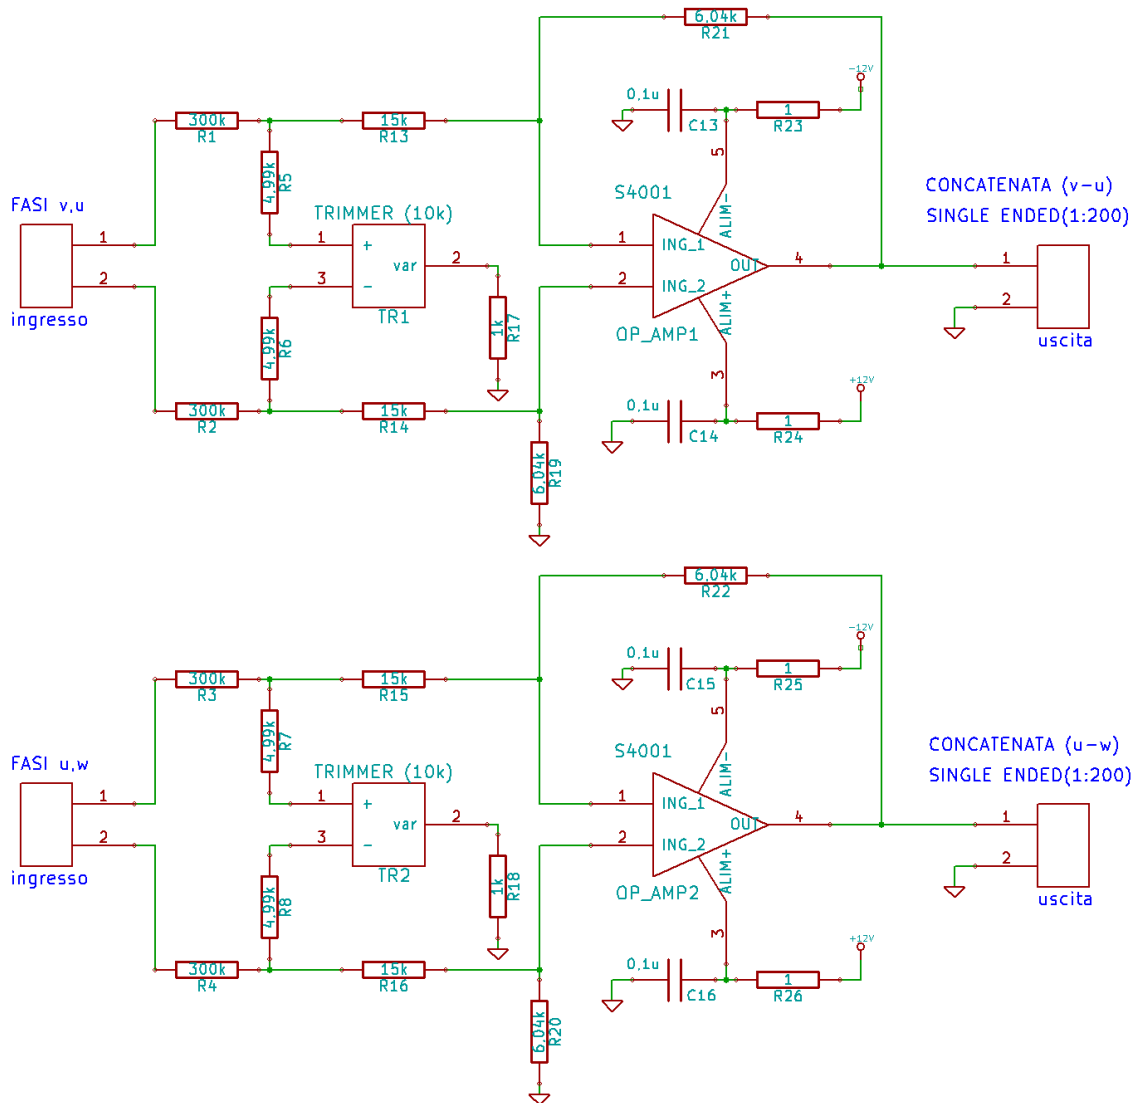 6,04k
R21
-12V
0,1u
C13
1
R23
300k
R1
15k
R13
4.99k
R5
5
ALIM-
S4001
CONCATENATA (v-u)
SINGLE ENDED(1:200)
FASI v,u
TRIMMER (10k)
1
2
ingresso
1
+
var
2
3
-
TR1
1k
R17
1
ING_1
OUT
4
2
ING_2
ALIM+
OP_AMP1
3
1
2
uscita
4.99k
R6
+12V
300k
R2
15k
R14
0,1u
C14
1
R24
6.04k
R19
6,04k
R22
-12V
0,1u
C15
1
R25
300k
R3
15k
R15
4.99k
R7
5
ALIM-
S4001
CONCATENATA (u-w)
SINGLE ENDED(1:200)
FASI u,w
TRIMMER (10k)
1
2
ingresso
1
+
var
2
3
-
TR2
1k
R18
1
ING_1
OUT
4
2
ING_2
ALIM+
OP_AMP2
3
1
2
uscita
4.99k
R8
+12V
300k
R4
15k
R16
0,1u
C16
1
R26
6.04k
R20